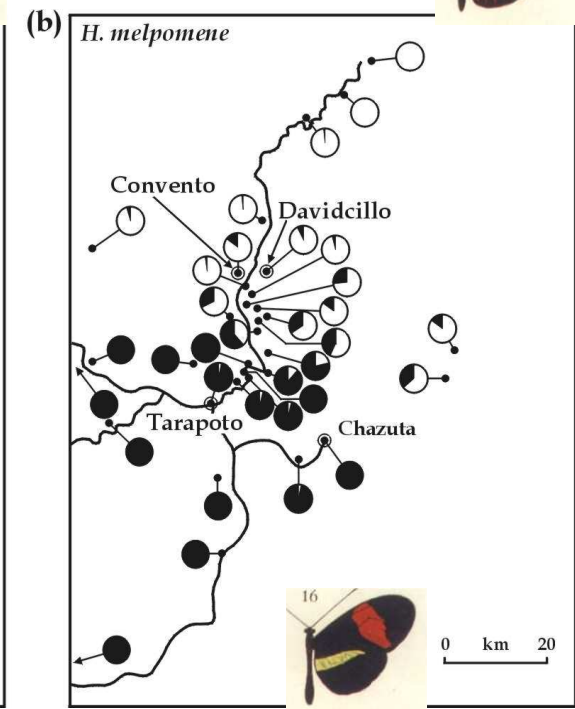 (b)
H. melpomene
Convento
Davidcillo
Tarapoto
Chazuta
16
0 km 20